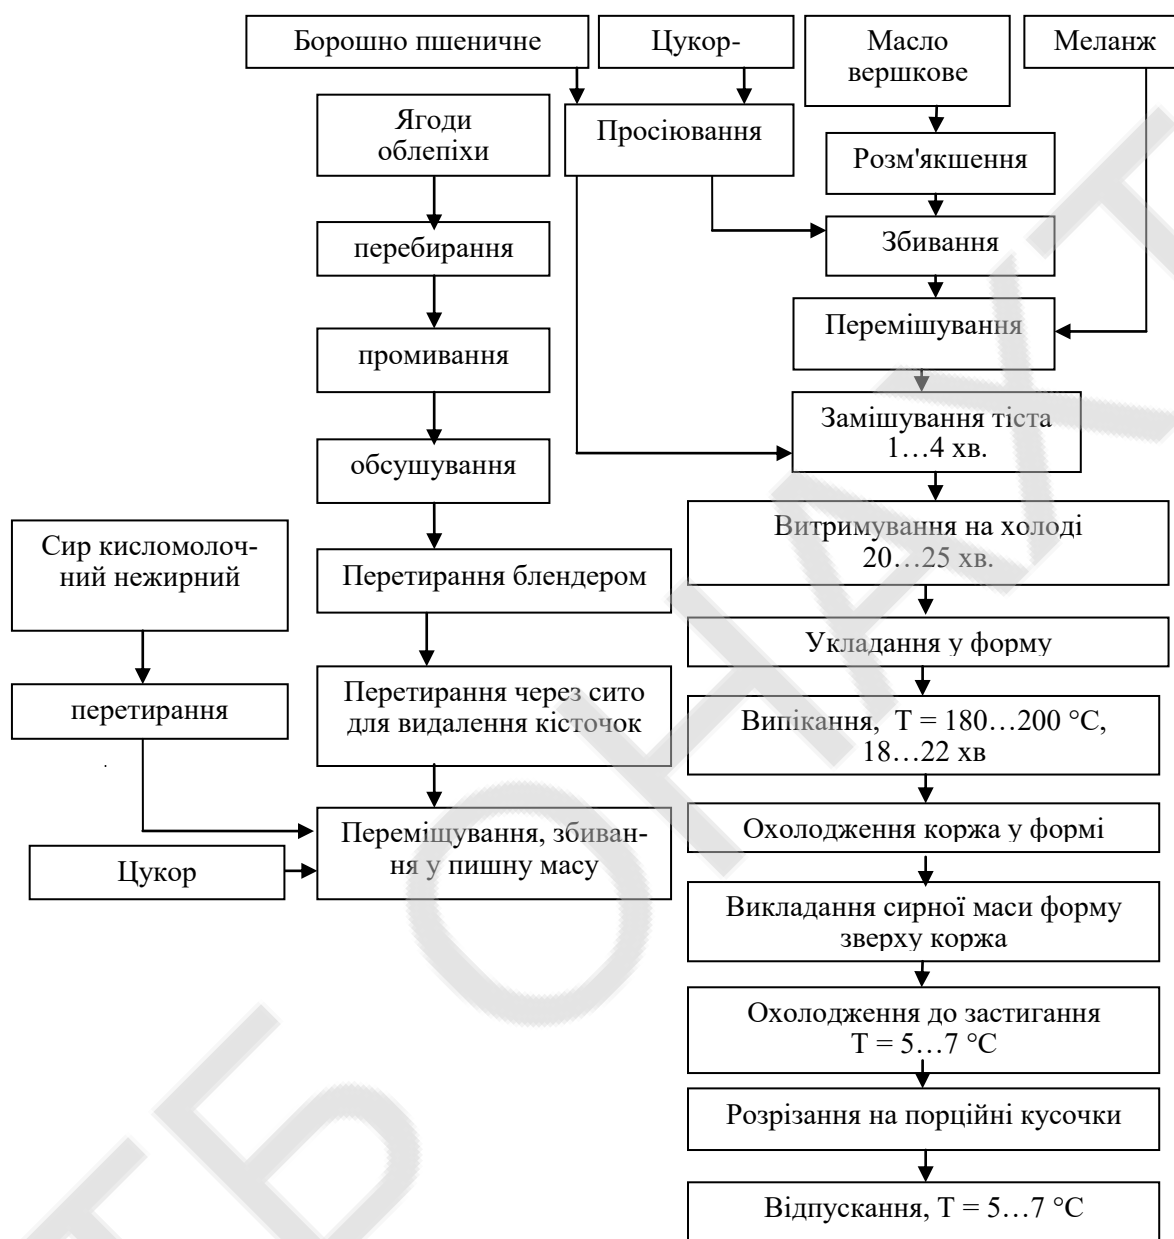 Борошно пшеничне
Цукор-
Масло
вершкове
Меланж
Ягоди
облепіхи
Просіювання
Розм'якшення
перебирання
Збивання
Перемішування
промивання
Замішування тіста
1…4 хв.
обсушування
Витримування на холоді
20…25 хв.
Сир кисломолоч-
ний нежирний
Перетирання блендером
Укладання у форму
перетирання
Перетирання через сито
для видалення кісточок
Випікання, Т = 180…200 °С,
18…22 хв
Переміщування, збиван-
ня у пишну масу
Цукор
Охолодження коржа у формі
Викладання сирної маси форму
зверху коржа
Охолодження до застигання
Т = 5…7 °С
Розрізання на порційні кусочки
Відпускання, Т = 5…7 °С
ТБ ОНАХТ